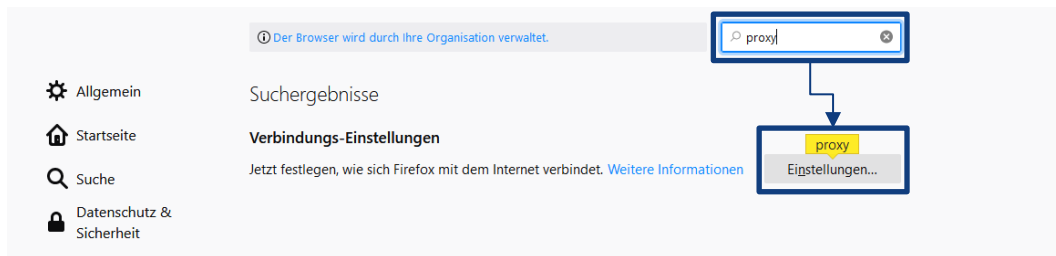 Der Browser wird durch Ihre Organisation verwaltet.
proxy
Allgemein
Startseite
Suche
Datenschutz &
Sicherheit
Suchergebnisse
Verbindungs-Einstellungen
Jetzt festlegen, wie sich Firefox mit dem Internet verbindet. Weitere Informationen
proxy
Einstellungen...